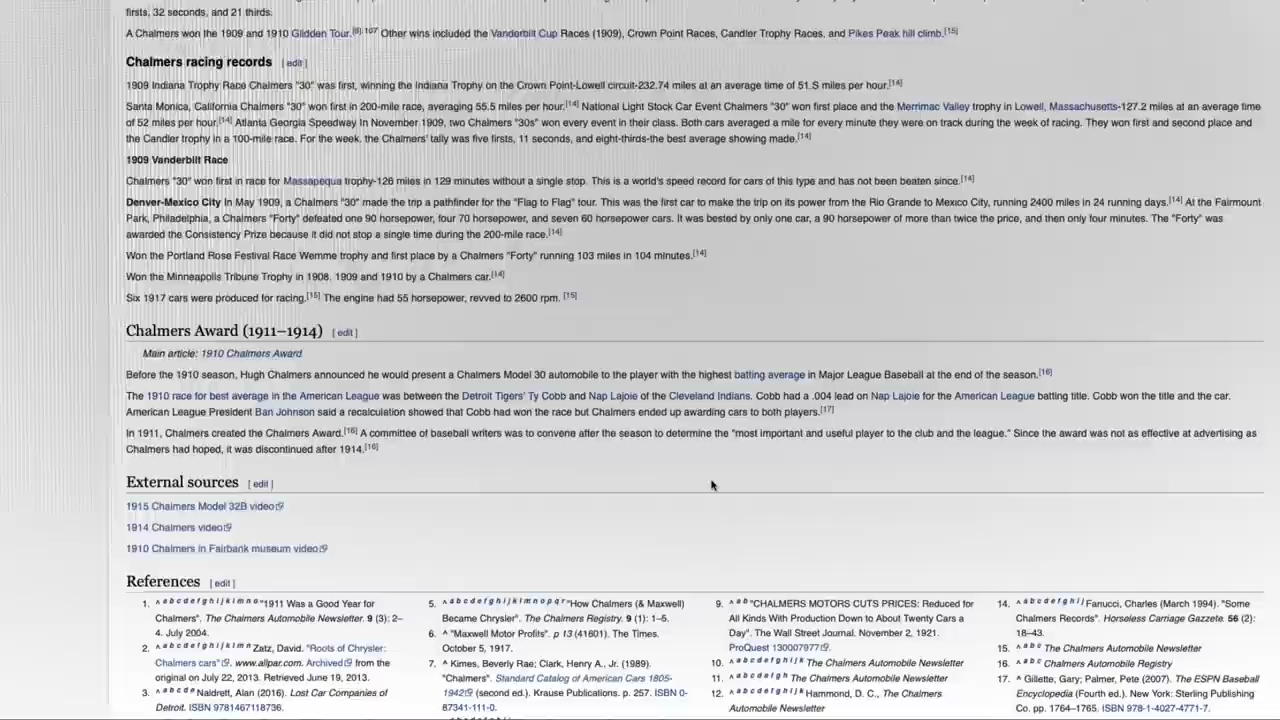 firsts, 32 seconds, and 21 thirds.
A Chalmers won the 1909 and 1910 Glidden Tour.[6]:107 Other wins included the Vanderbilt Cup Races (1909), Crown Point Races, Candler Trophy Races, and Pikes Peak hill climb.[15]
Chalmers racing records [ edit ]
1909 Indiana Trophy Race Chalmers "30" was first, winning the Indiana Trophy on the Crown Point-Lowell circuit-232.74 miles at an average time of 51.5 miles per hour.[14]
Santa Monica, California Chalmers "30" won first in 200-mile race, averaging 55.5 miles per hour.[14] National Light Stock Car Event Chalmers "30" won first place and the Merrimac Valley trophy in Lowell, Massachusetts-127.2 miles at an average time
of 52 miles per hour.[14] Atlanta Georgia Speedway In November 1909, two Chalmers "30s" won every event in their class. Both cars averaged a mile for every minute they were on track during the week of racing. They won first and second place and
the Candler trophy in a 100-mile race. For the week, the Chalmers' tally was five firsts, 11 seconds, and eight-thirds-the best average showing made.[14]
1909 Vanderbilt Race
Chalmers "30" won first in race for Massapequa trophy-126 miles in 129 minutes without a single stop. This is a world's speed record for cars of this type and has not been beaten since.[14]
Denver-Mexico City In May 1909, a Chalmers "30" made the trip a pathfinder for the "Flag to Flag" tour. This was the first car to make the trip on its power from the Rio Grande to Mexico City, running 2400 miles in 24 running days.[14] At the Fairmount
Park, Philadelphia, a Chalmers "Forty" defeated one 90 horsepower, four 70 horsepower, and seven 60 horsepower cars. It was bested by only one car, a 90 horsepower of more than twice the price, and then only four minutes. The "Forty" was
awarded the Consistency Prize because it did not stop a single time during the 200-mile race.[14]
Won the Portland Rose Festival Race Wemme trophy and first place by a Chalmers "Forty" running 103 miles in 104 minutes.[14]
Won the Minneapolis Tribune Trophy in 1908. 1909 and 1910 by a Chalmers car.[14]
Six 1917 cars were produced for racing.[15] The engine had 55 horsepower, revved to 2600 rpm. [15]
Chalmers Award (1911–1914) [ edit ]
Main article: 1910 Chalmers Award
Before the 1910 season, Hugh Chalmers announced he would present a Chalmers Model 30 automobile to the player with the highest batting average in Major League Baseball at the end of the season.[16]
The 1910 race for best average in the American League was between the Detroit Tigers' Ty Cobb and Nap Lajoie of the Cleveland Indians. Cobb had a .004 lead on Nap Lajoie for the American League batting title. Cobb won the title and the car.
American League President Ban Johnson said a recalculation showed that Cobb had won the race but Chalmers ended up awarding cars to both players.[17]
In 1911, Chalmers created the Chalmers Award.[16] A committee of baseball writers was to convene after the season to determine the "most important and useful player to the club and the league." Since the award was not as effective at advertising as
Chalmers had hoped, it was discontinued after 1914.[16]
External sources [ edit ]
1915 Chalmers Model 32B video
1914 Chalmers video
1910 Chalmers in Fairbank museum video
References [ edit ]
1. ^ a b c d e f g h i j k l m n o "1911 Was a Good Year for
Chalmers". The Chalmers Automobile Newsletter. 9 (3): 2–
4. July 2004.
2. ^ a b c d e f g h i j k l m n Zatz, David. "Roots of Chrysler:
Chalmers cars". www.allpar.com. Archived from the
original on July 22, 2013. Retrieved June 19, 2013.
3. ^ a b c d e Naldrett, Alan (2016). Lost Car Companies of
Detroit. ISBN 9781467118736.
5. ^ a b c d e f g h i j k l m n o p q r "How Chalmers (& Maxwell)
Became Chrysler". The Chalmers Registry. 9 (1): 1–5.
6. ^ "Maxwell Motor Profits". p 13 (41601). The Times.
October 5, 1917.
7. ^ Kimes, Beverly Rae; Clark, Henry A., Jr. (1989).
"Chalmers". Standard Catalog of American Cars 1805-
1942 (second ed.). Krause Publications. p. 257. ISBN 0-
87341-111-0.
9. ^ a b "CHALMERS MOTORS CUTS PRICES: Reduced for
All Kinds With Production Down to About Twenty Cars a
Day". The Wall Street Journal. November 2, 1921.
ProQuest 130007977.
10. ^ a b c d e f g h i j k The Chalmers Automobile Newsletter
11. ^ a b c d e f g h The Chalmers Automobile Newsletter
12. ^ a b c d e f g h i j k Hammond, D. C., The Chalmers
Automobile Newsletter
14. ^ a b c d e f g h i j Fanucci, Charles (March 1994). "Some
Chalmers Records". Horseless Carriage Gazzette. 56 (2):
18–43.
15. ^ a b c The Chalmers Automobile Newsletter
16. ^ a b c Chalmers Automobile Registry
17. ^ Gillette, Gary; Palmer, Pete (2007). The ESPN Baseball
Encyclopedia (Fourth ed.). New York: Sterling Publishing
Co. pp. 1764–1765. ISBN 978-1-4027-4771-7.